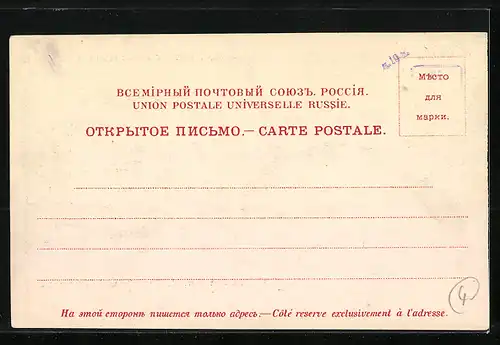 ВСЕМІРНЫЙ ПОЧТОВЫЙ СОЮЗЪ. РОССІЯ.
UNION POSTALE UNIVERSELLE RUSSIE.
ОТКРЫТОЕ ПИСЬМО.— CARTE POSTALE.
Мѣсто
для
марки.
На этой сторонѣ пишется только адресъ.—Côté reserve exclusivement à l'adresse.